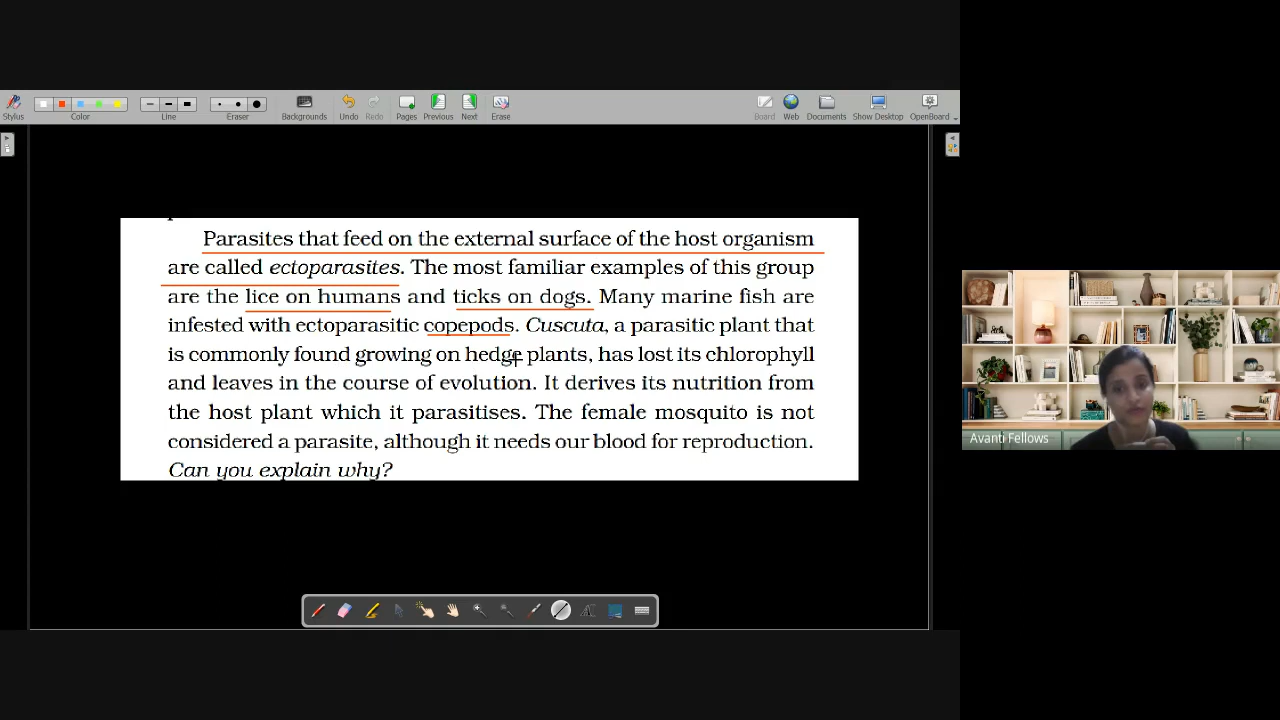 Stylus
Color
Line
Eraser
Backgrounds
Undo
Redo
Pages
Previous
Next
Erase
Board
Web
Documents
Show Desktop
OpenBoard
Parasites that feed on the external surface of the host organism
are called ectoparasites. The most familiar examples of this group
are the lice on humans and ticks on dogs. Many marine fish are
infested with ectoparasitic copepods. Cuscuta, a parasitic plant that
is commonly found growing on hedge plants, has lost its chlorophyll
and leaves in the course of evolution. It derives its nutrition from
the host plant which it parasitises. The female mosquito is not
considered a parasite, although it needs our blood for reproduction.
Can you explain why?
Avanti Fellows